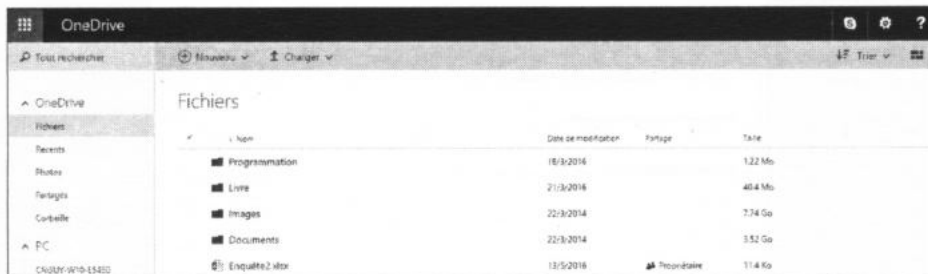 OneDrive ?
Tout rechercher Nouveau Charger Trier
OneDrive
Fichiers
Fichiers
Nom Date de modification Partage Taille
Récents
Programmation 18/3/2016 1.22 Mo
Photos
Livre 21/3/2016 40.4 Mo
Partagés
Images 22/3/2014 7.74 Go
Corbeille
Documents 22/3/2014 3.52 Go
PC
Enquête2.xlsx 13/5/2016 Propriétaire 11.4 Ko